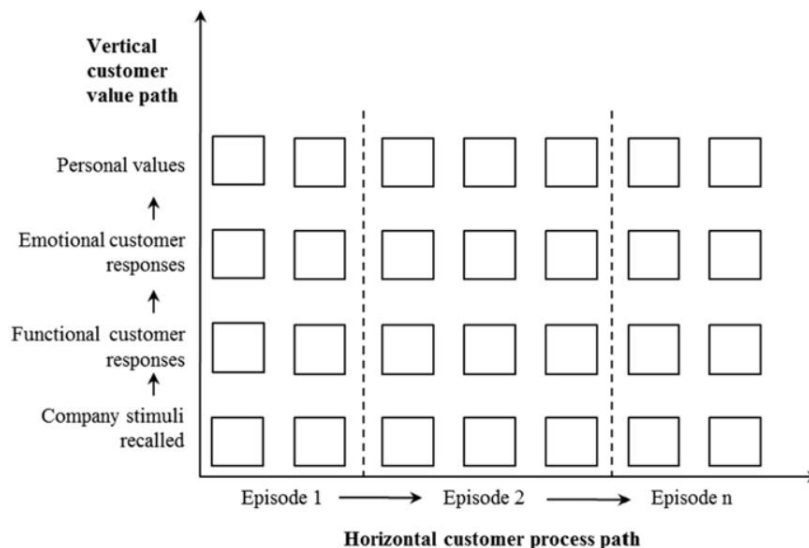 Vertical
customer
value path
Personal values
Emotional customer
responses
Functional customer
responses
Company stimuli
recalled
Episode 1
Episode 2
Episode n
Horizontal customer process path